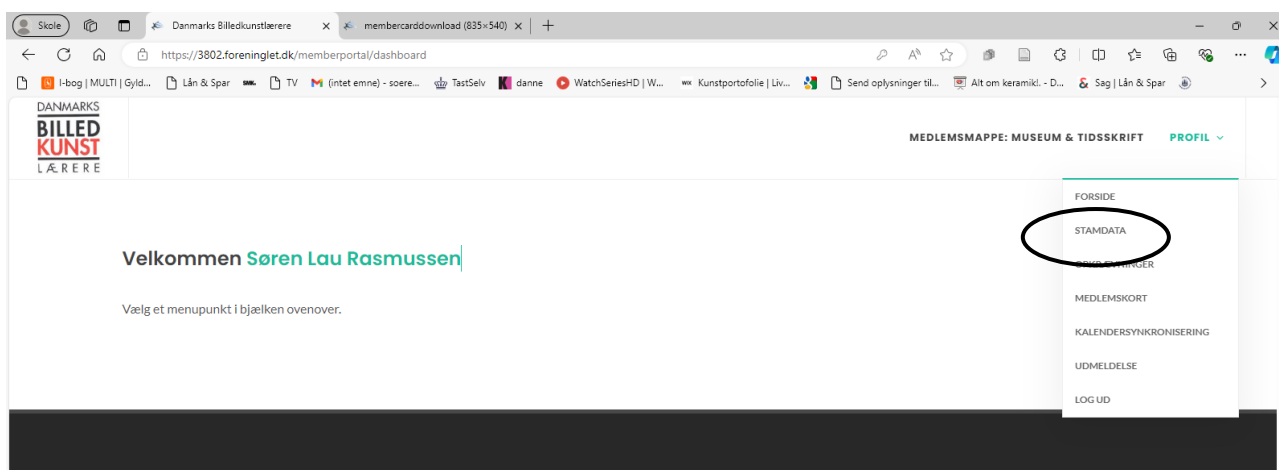 Skole
Danmarks Billedkunstlærere
membercarddownload (835×540)
https://3802.foreninglet.dk/memberportal/dashboard
I-bog | MULTI | Gyld...
Lån & Spar
TV
(intet emne) - soere...
TastSelv
danne
WatchSeriesHD | W...
Kunstportofolie | Liv...
Send oplysninger til...
Alt om keramik!. - D...
Sag | Lån & Spar
DANMARKS
BILLED
KUNST
LÆRERE
MEDLEMSMAPPE: MUSEUM & TIDSSKRIFT
PROFIL
FORSIDE
STAMDATA
OPKRÆVNINGER
MEDLEMSKORT
KALENDERSYNKRONISERING
UDMELDELSE
LOG UD
Velkommen Søren Lau Rasmussen
Vælg et menupunkt i bjælken ovenover.